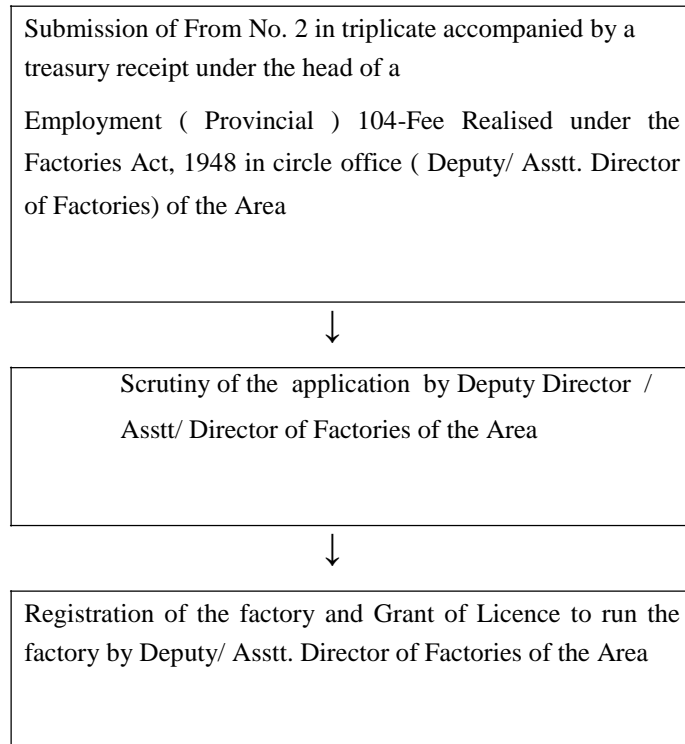 Submission of From No. 2 in triplicate accompanied by a
treasury receipt under the head of a
Employment ( Provincial ) 104-Fee Realised under the
Factories Act, 1948 in circle office ( Deputy/ Asstt. Director
of Factories) of the Area
↓
Scrutiny of the application by Deputy Director /
Asstt/ Director of Factories of the Area
↓
Registration of the factory and Grant of Licence to run the
factory by Deputy/ Asstt. Director of Factories of the Area